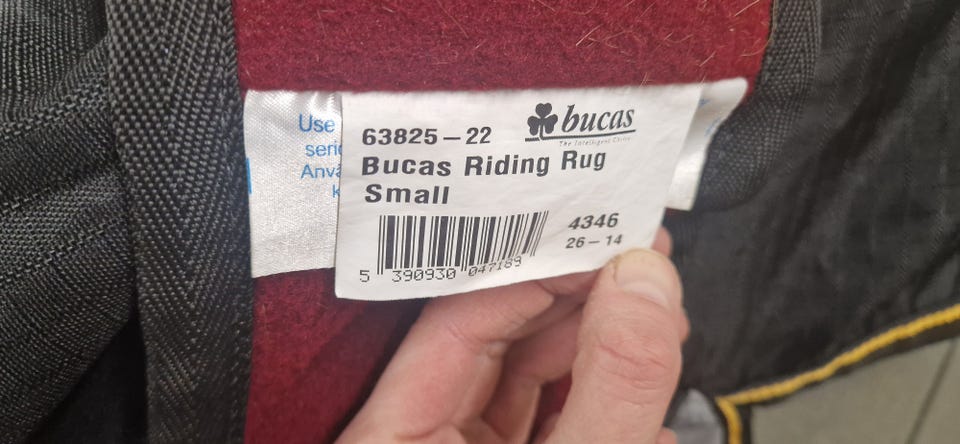 63825-22
bucas
The Intelligent Choice
Bucas Riding Rug
Small
4346
26-14
5 390930 047189
Use
Anvä